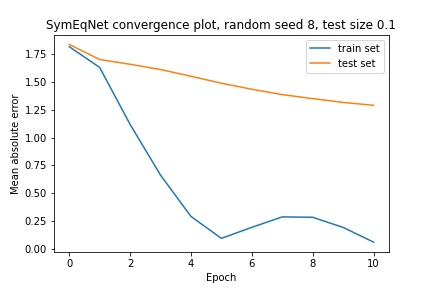 SymEqNet convergence plot, random seed 8, test size 0.1
train set
test set
Mean absolute error
1.75
1.50
1.25
1.00
0.75
0.50
0.25
0.00
0 2 4 6 8 10
Epoch